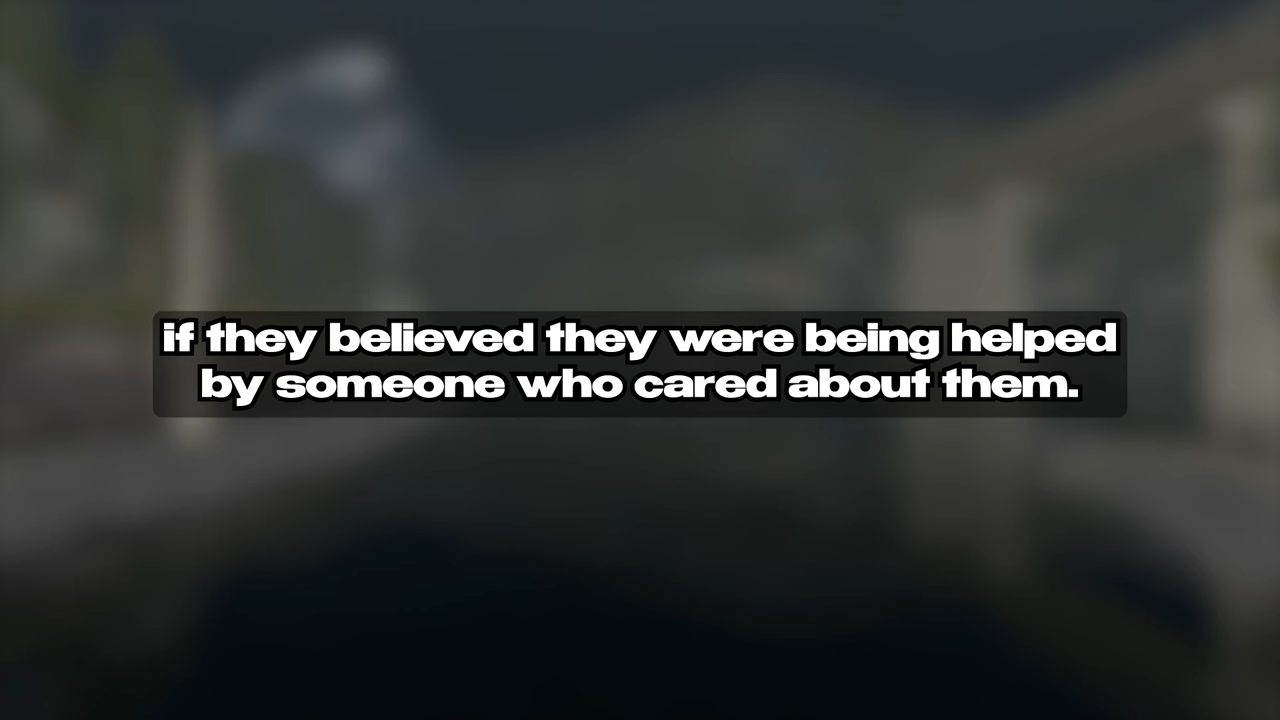 if they believed they were being helped
by someone who cared about them.